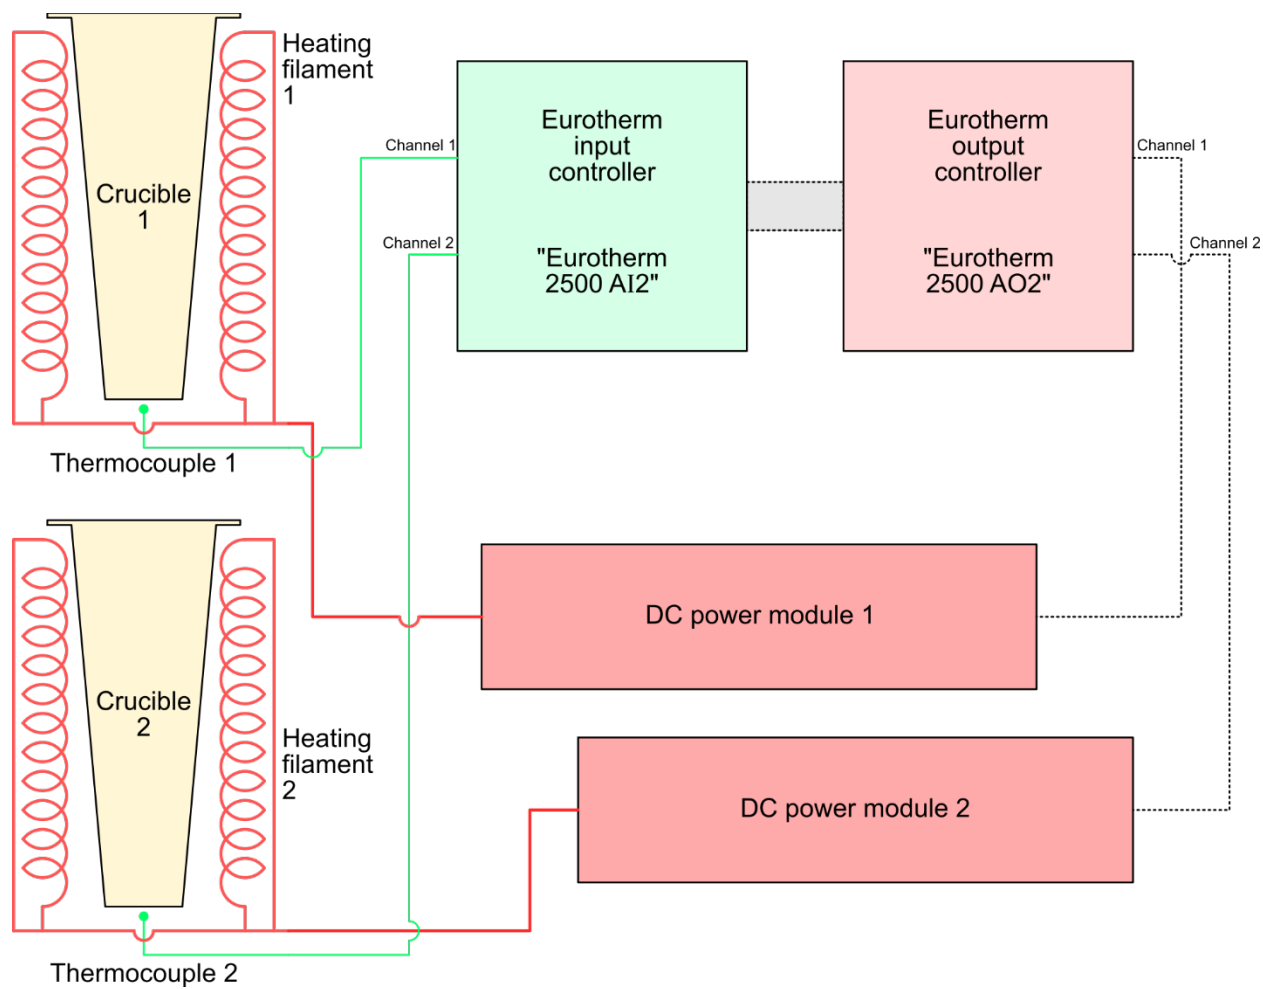 Heating
filament
1
Crucible
1
Thermocouple 1
Channel 1
Channel 2
Eurotherm
input
controller
"Eurotherm
2500 AI2"
Eurotherm
output
controller
"Eurotherm
2500 AO2"
Channel 1
Channel 2
DC power module 1
Crucible
2
Heating
filament
2
DC power module 2
Thermocouple 2